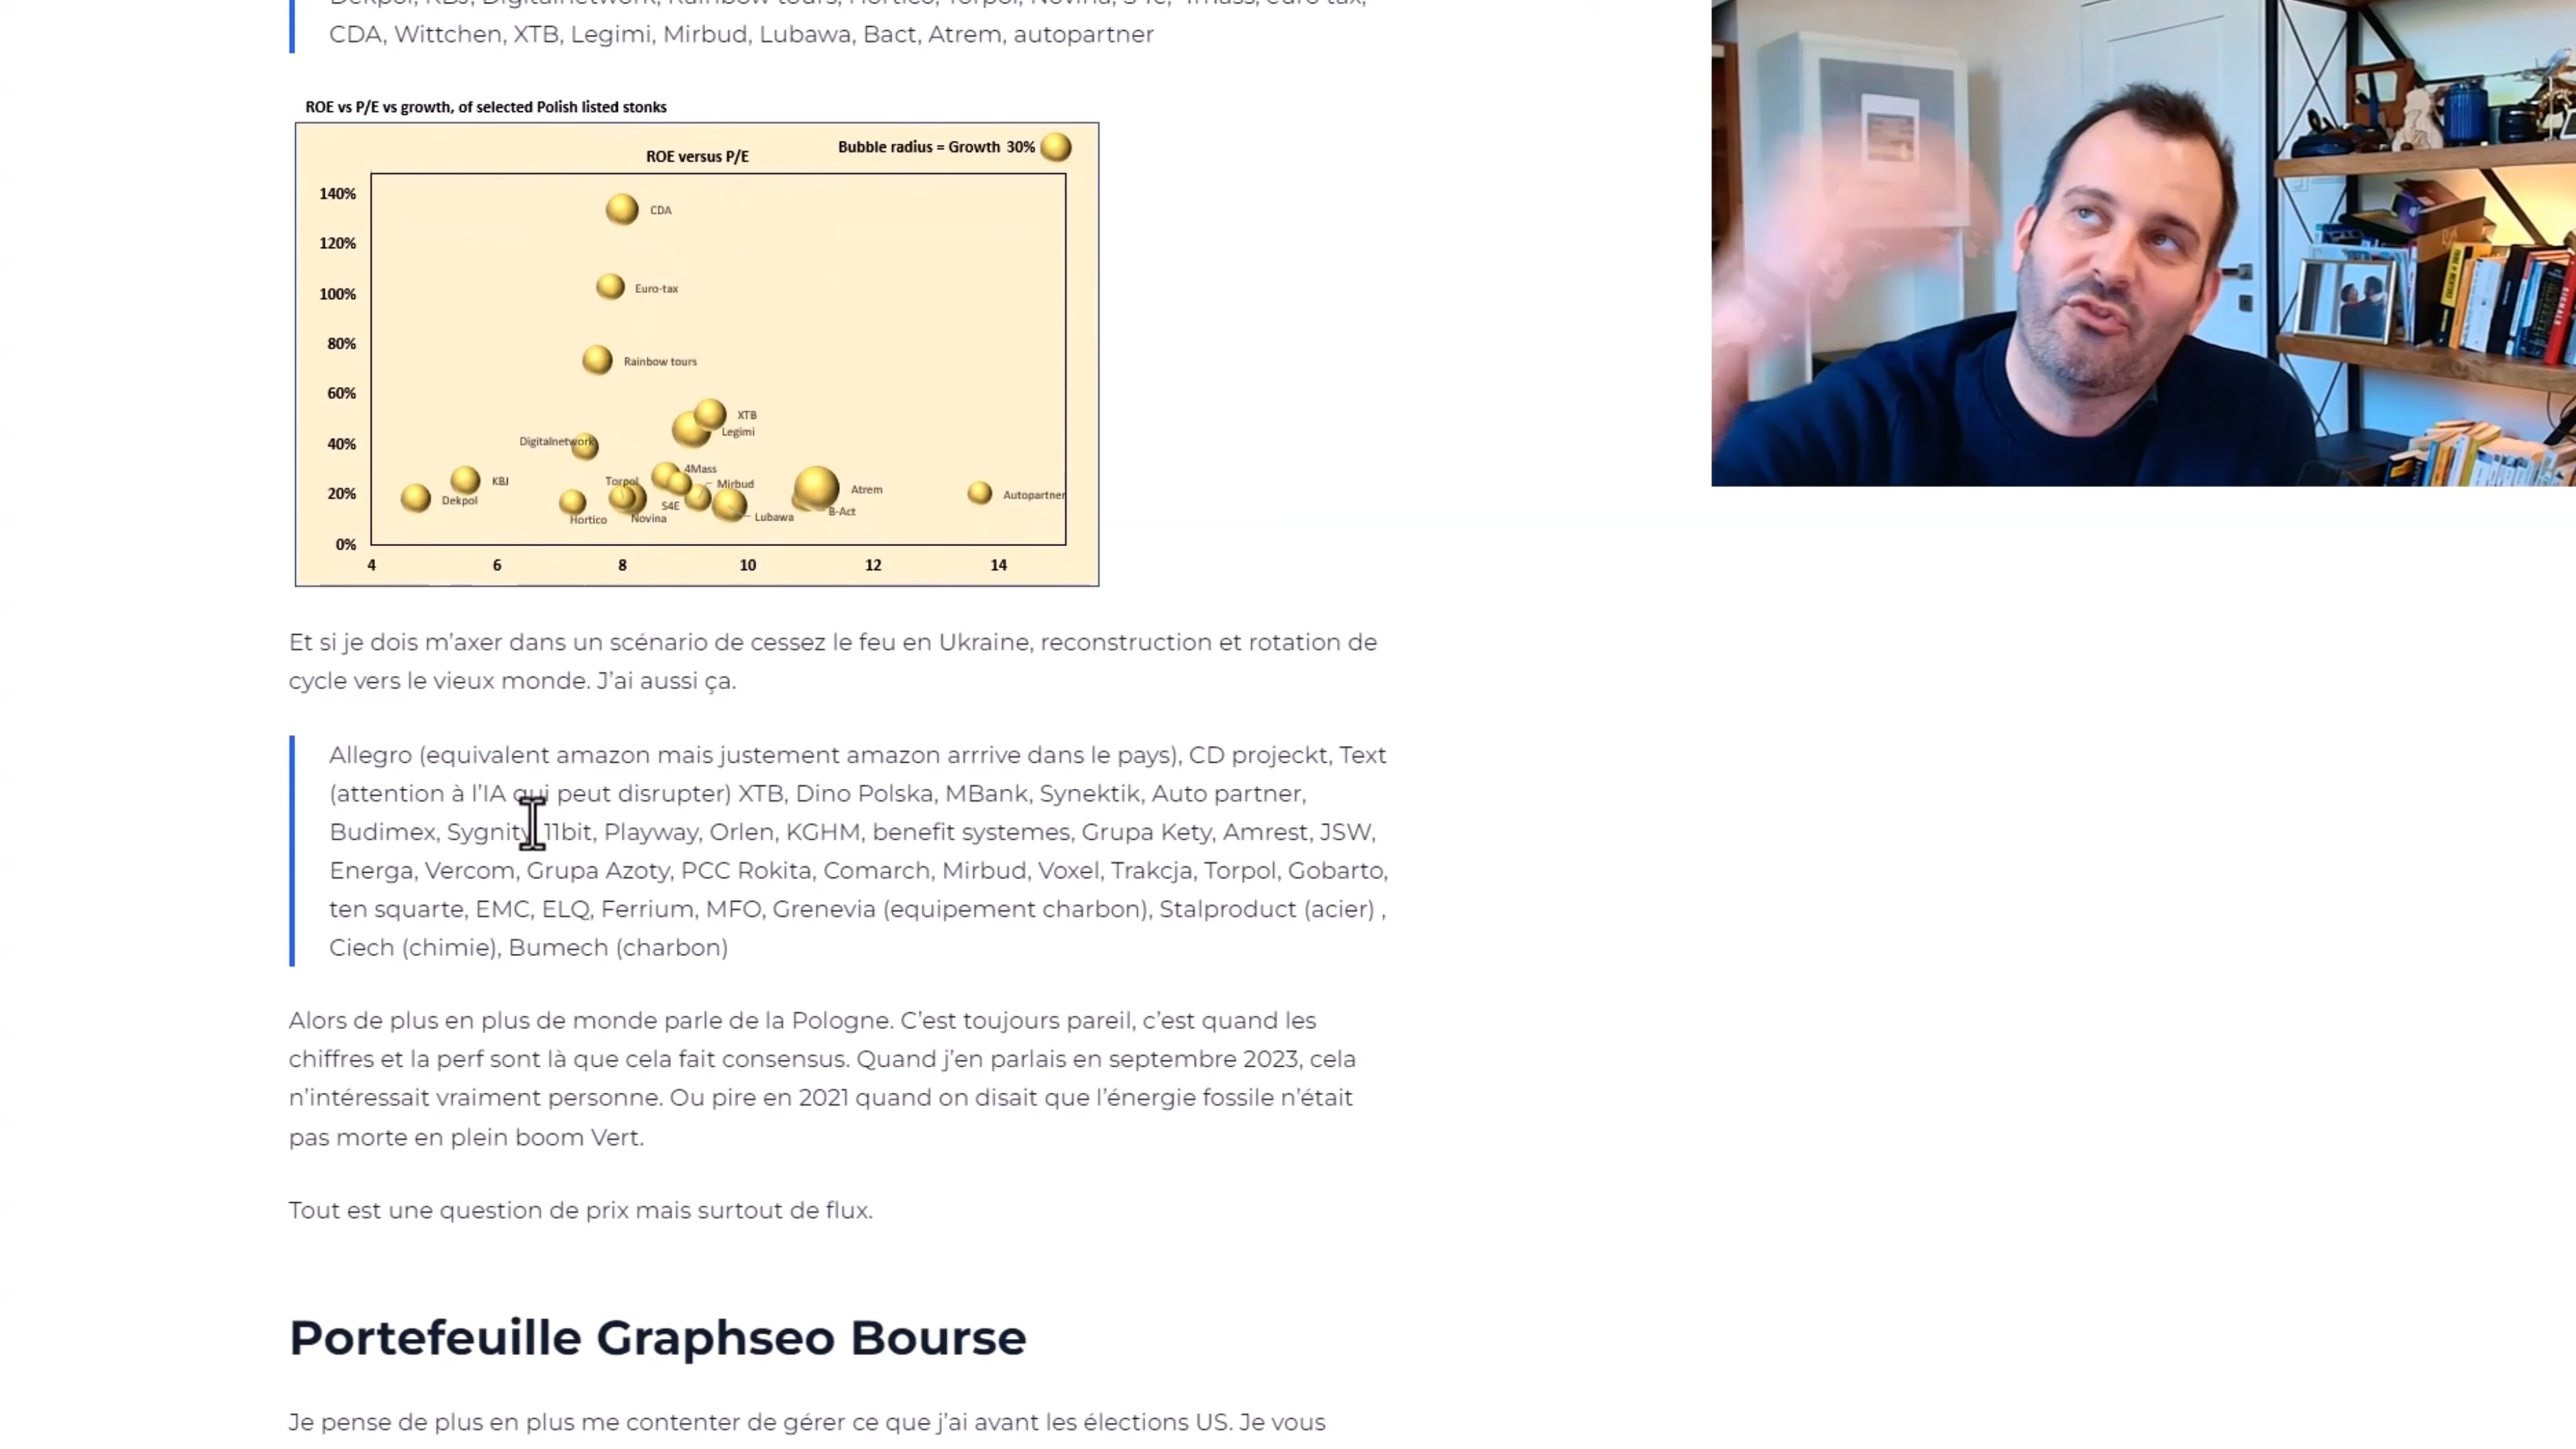 CDA, Wittchen, XTB, Legimi, Mirbud, Lubawa, Bact, Atrem, autopartner
ROE vs P/E vs growth, of selected Polish listed stonks
Bubble radius = Growth 30%
ROE versus P/E
140%
CDA
120%
100%
Euro-tax
80%
Rainbow tours
60%
XTB
Legimi
40%
Digitalnetwork
4Mass
KBJ
Torpol
Mirbud
20%
Dekpol
S4E
Atrem
Autopartner
Hortico
Novina
Lubawa
B-Act
0%
4 6 8 10 12 14
Et si je dois m’axer dans un scénario de cessez le feu en Ukraine, reconstruction et rotation de
cycle vers le vieux monde. J’ai aussi ça.
Allegro (equivalent amazon mais justement amazon arrrive dans le pays), CD projeckt, Text
(attention à l’IA qui peut disrupter) XTB, Dino Polska, MBank, Synektik, Auto partner,
Budimex, Sygnity, 11bit, Playway, Orlen, KGHM, benefit systemes, Grupa Kety, Amrest, JSW,
Energa, Vercom, Grupa Azoty, PCC Rokita, Comarch, Mirbud, Voxel, Trakcja, Torpol, Gobarto,
ten squarte, EMC, ELQ, Ferrium, MFO, Grenevia (equipement charbon), Stalproduct (acier) ,
Ciech (chimie), Bumech (charbon)
Alors de plus en plus de monde parle de la Pologne. C’est toujours pareil, c’est quand les
chiffres et la perf sont là que cela fait consensus. Quand j’en parlais en septembre 2023, cela
n’intéressait vraiment personne. Ou pire en 2021 quand on disait que l’énergie fossile n’était
pas morte en plein boom Vert.
Tout est une question de prix mais surtout de flux.
Portefeuille Graphseo Bourse
Je pense de plus en plus me contenter de gérer ce que j’ai avant les élections US. Je vous